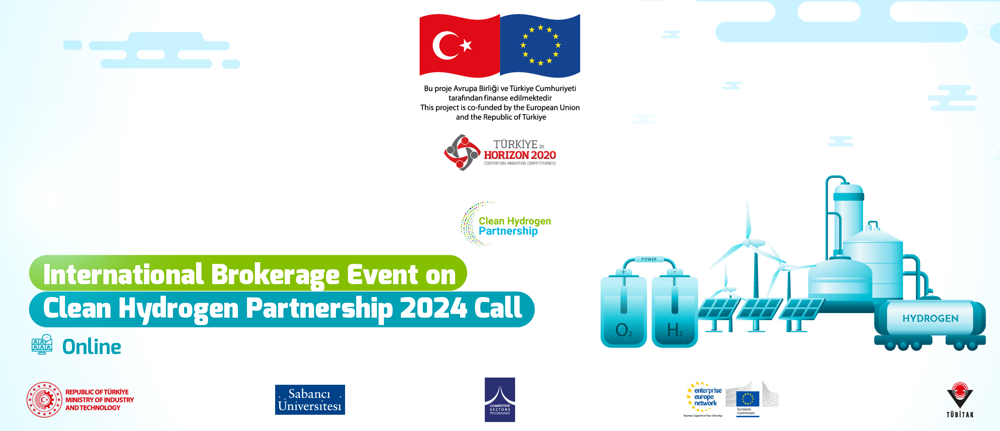 Bu proje Avrupa Birliği ve Türkiye Cumhuriyeti
tarafından finanse edilmektedir
This project is co-funded by the European Union
and the Republic of Türkiye
TÜRKİYE in
HORIZON 2020
COOPERATION, INNOVATION, COMPETITIVENESS
Clean Hydrogen
Partnership
International Brokerage Event on
Clean Hydrogen Partnership 2024 Call
Online
POWER
+
-
O2
H2
HYDROGEN
REPUBLIC OF TÜRKİYE
MINISTRY OF INDUSTRY
AND TECHNOLOGY
Sabancı
Üniversitesi
COMPETITIVE
SECTORS
PROGRAMME
enterprise
europe
network
Business Support on Your Doorstep
European
Commission
TÜBİTAK